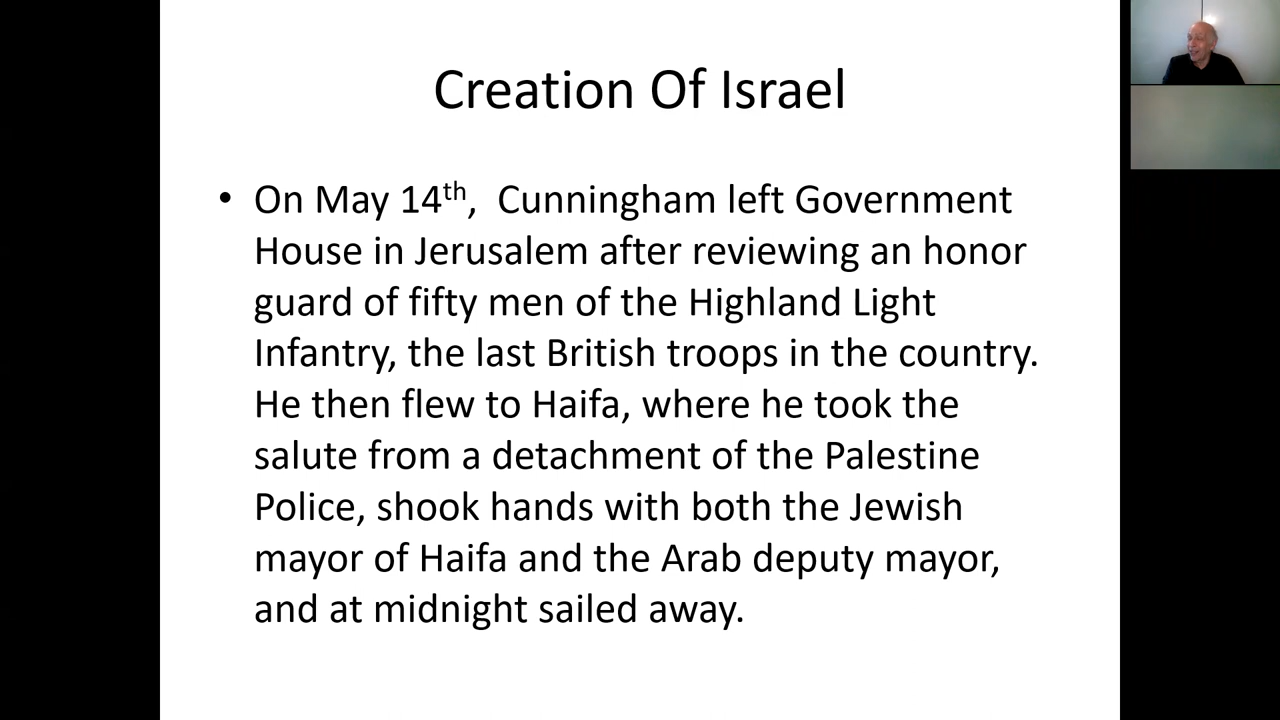 Creation Of Israel
• On May 14th,  Cunningham left Government
House in Jerusalem after reviewing an honor
guard of fifty men of the Highland Light
Infantry, the last British troops in the country.
He then flew to Haifa, where he took the
salute from a detachment of the Palestine
Police, shook hands with both the Jewish
mayor of Haifa and the Arab deputy mayor,
and at midnight sailed away.